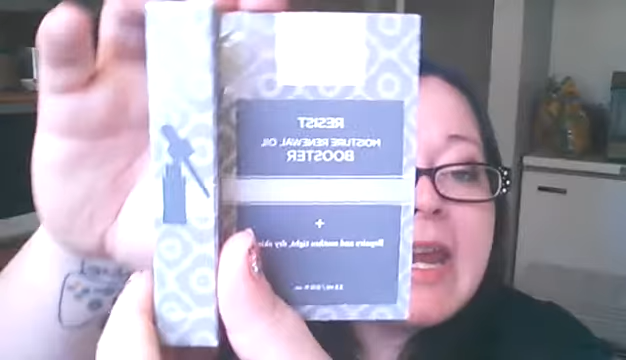 RESIST
MOISTURE RENEWAL OIL
BOOSTER
+
Repairs and soothes tight, dry skin